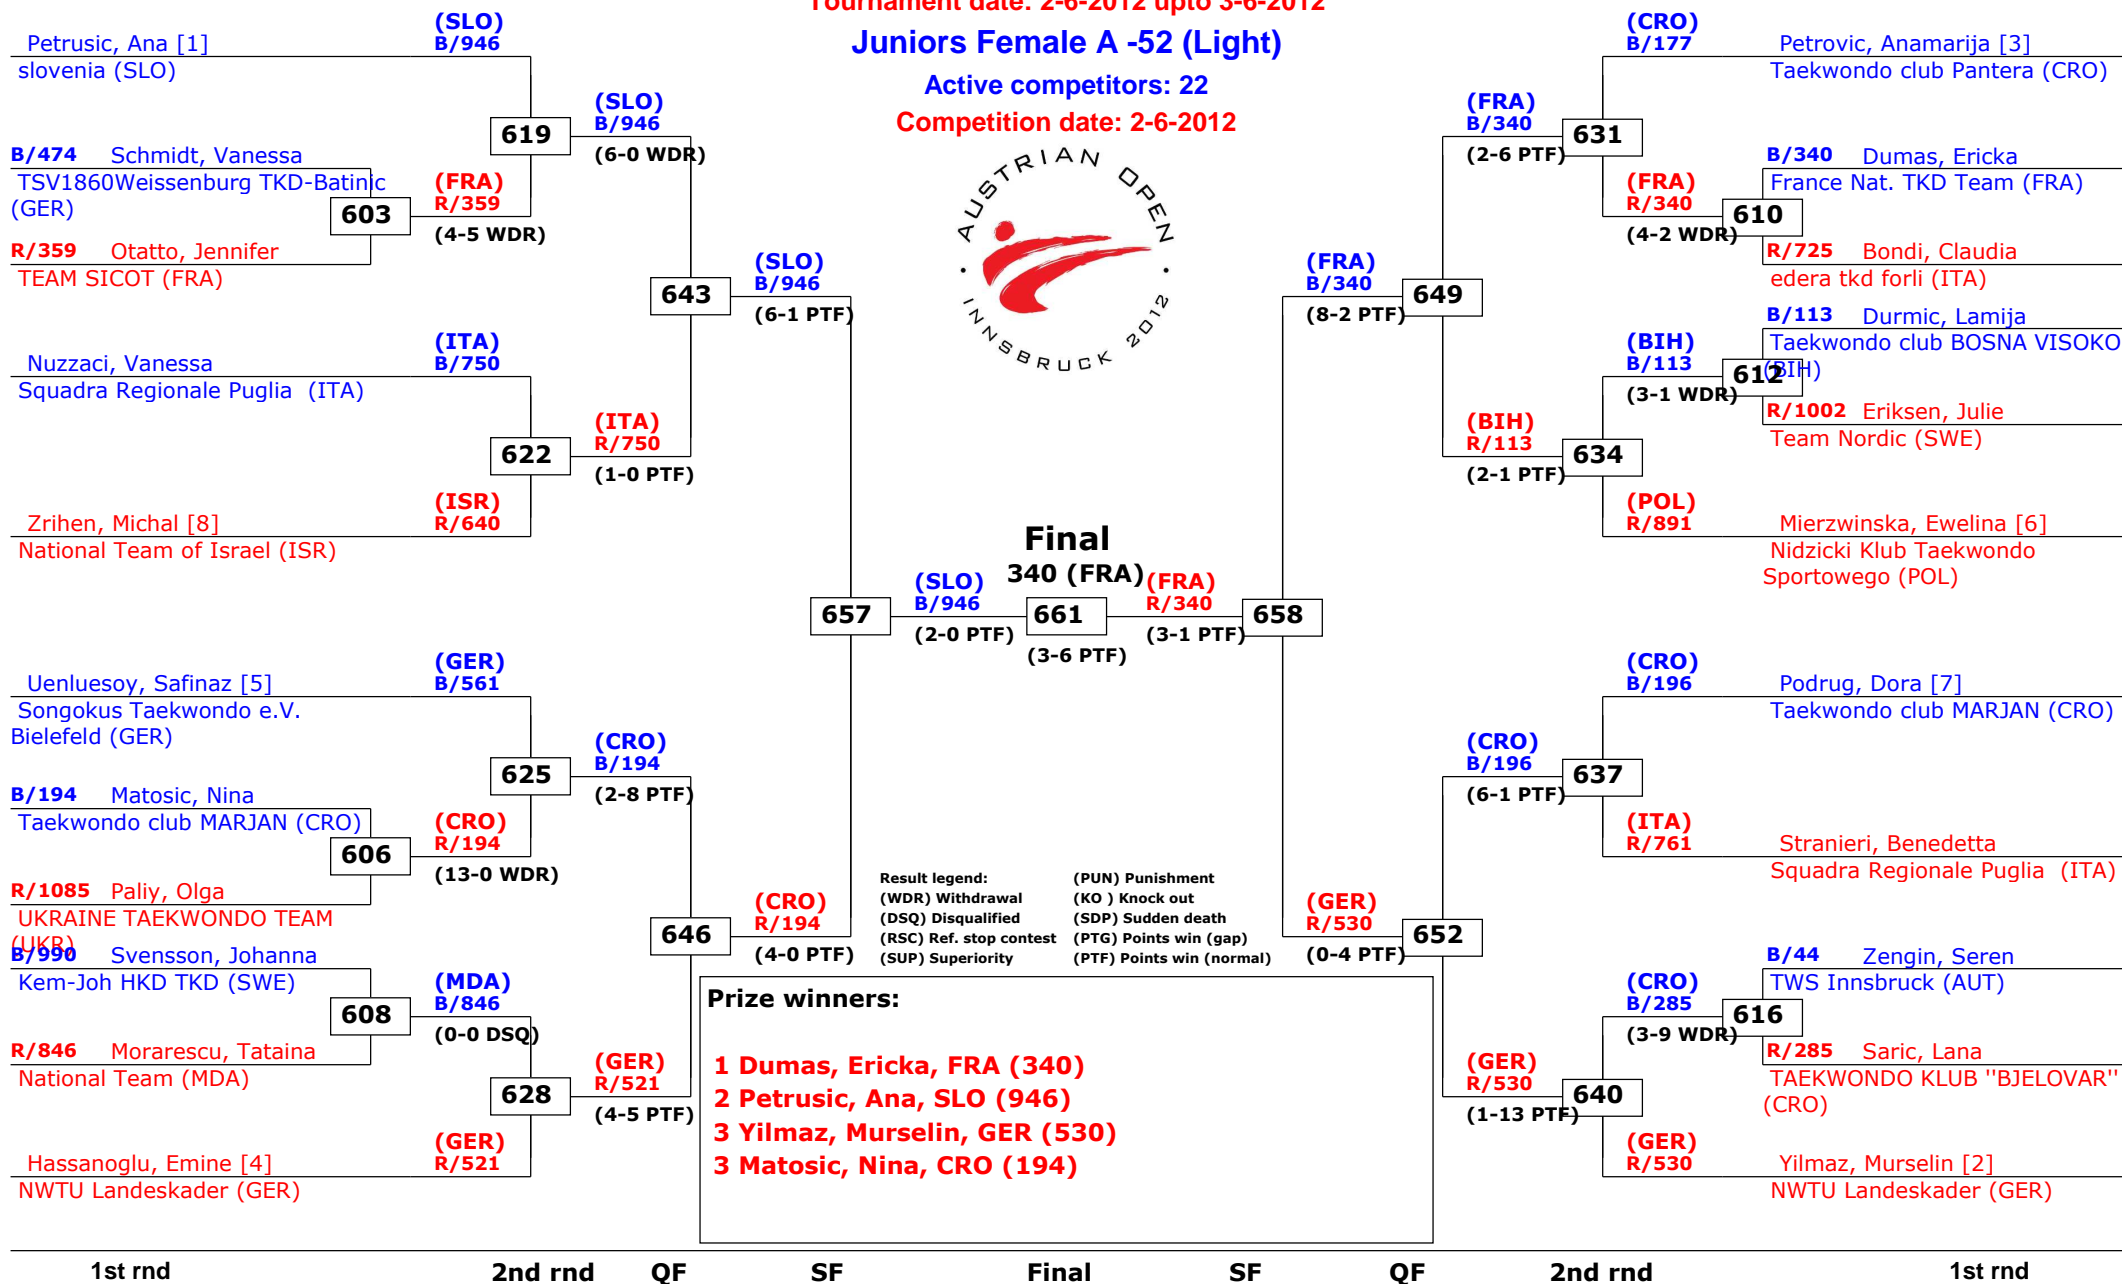 Tournament date: 2-6-2012 upto 3-6-2012
Juniors Female A -52 (Light)
Active competitors: 22
Competition date: 2-6-2012
AUSTRIAN OPEN
· INNSBRUCK 2012 ·
(SLO)
B/946
Petrusic, Ana [1]
slovenia (SLO)
(SLO)
B/946
619
(6-0 WDR)
B/474 Schmidt, Vanessa
TSV1860Weissenburg TKD-Batinic
(GER)
603
(FRA)
R/359
(4-5 WDR)
R/359 Otatto, Jennifer
TEAM SICOT (FRA)
(SLO)
B/946
643
(6-1 PTF)
(ITA)
B/750
Nuzzaci, Vanessa
Squadra Regionale Puglia (ITA)
(ITA)
R/750
622
(1-0 PTF)
(ISR)
R/640
Zrihen, Michal [8]
National Team of Israel (ISR)
657
(SLO)
B/946
(2-0 PTF)
(GER)
B/561
Uenluesoy, Safinaz [5]
Songokus Taekwondo e.V.
Bielefeld (GER)
(CRO)
B/194
625
(2-8 PTF)
B/194 Matosic, Nina
Taekwondo club MARJAN (CRO)
606
(CRO)
R/194
(13-0 WDR)
R/1085 Paliy, Olga
UKRAINE TAEKWONDO TEAM
(UKR)
646
(CRO)
R/194
(4-0 PTF)
B/990 Svensson, Johanna
Kem-Joh HKD TKD (SWE)
608
(MDA)
B/846
(0-0 DSQ)
R/846 Morarescu, Tataina
National Team (MDA)
628
(GER)
R/521
(4-5 PTF)
(GER)
R/521
Hassanoglu, Emine [4]
NWTU Landeskader (GER)
Final
340 (FRA)
661
(3-6 PTF)
(FRA)
R/340
658
(3-1 PTF)
(CRO)
B/177
Petrovic, Anamarija [3]
Taekwondo club Pantera (CRO)
(FRA)
B/340
631
(2-6 PTF)
B/340 Dumas, Ericka
France Nat. TKD Team (FRA)
(FRA)
R/340
610
(4-2 WDR)
R/725 Bondi, Claudia
edera tkd forli (ITA)
(FRA)
B/340
649
(8-2 PTF)
B/113 Durmic, Lamija
Taekwondo club BOSNA VISOKO
(BIH)
(BIH)
B/113
612
(3-1 WDR)
R/1002 Eriksen, Julie
Team Nordic (SWE)
(BIH)
R/113
634
(2-1 PTF)
(POL)
R/891
Mierzwinska, Ewelina [6]
Nidzicki Klub Taekwondo
Sportowego (POL)
(CRO)
B/196
Podrug, Dora [7]
Taekwondo club MARJAN (CRO)
(CRO)
B/196
637
(6-1 PTF)
(ITA)
R/761
Stranieri, Benedetta
Squadra Regionale Puglia (ITA)
(GER)
R/530
652
(0-4 PTF)
B/44 Zengin, Seren
TWS Innsbruck (AUT)
(CRO)
B/285
616
(3-9 WDR)
R/285 Saric, Lana
TAEKWONDO KLUB "BJELOVAR"
(CRO)
(GER)
R/530
640
(1-13 PTF)
(GER)
R/530
Yilmaz, Murselin [2]
NWTU Landeskader (GER)
Result legend: (PUN) Punishment
(WDR) Withdrawal (KO ) Knock out
(DSQ) Disqualified (SDP) Sudden death
(RSC) Ref. stop contest (PTG) Points win (gap)
(SUP) Superiority (PTF) Points win (normal)
Prize winners:
1 Dumas, Ericka, FRA (340)
2 Petrusic, Ana, SLO (946)
3 Yilmaz, Murselin, GER (530)
3 Matosic, Nina, CRO (194)
1st rnd 2nd rnd QF SF Final SF QF 2nd rnd 1st rnd